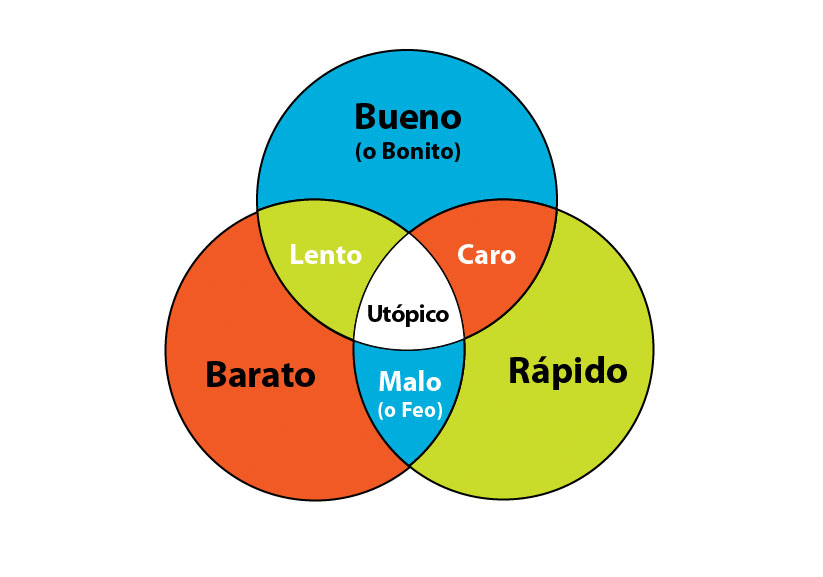 Bueno
(o Bonito)
Lento
Caro
Utópico
Barato
Rápido
Malo
(o Feo)